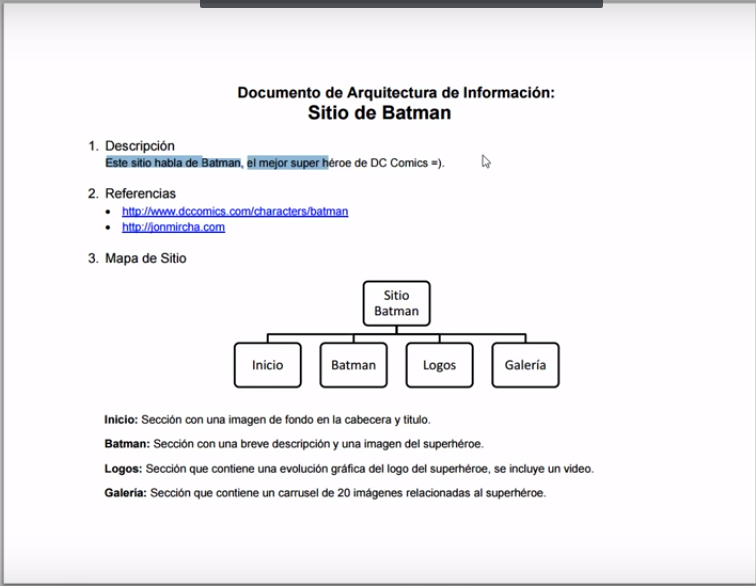 Documento de Arquitectura de Información:
Sitio de Batman
1. Descripción
Este sitio habla de Batman, el mejor super héroe de DC Comics =).
2. Referencias
• http://www.dccomics.com/characters/batman
• http://jonmircha.com
3. Mapa de Sitio
Sitio
Batman
Inicio Batman Logos Galería
Inicio: Sección con una imagen de fondo en la cabecera y titulo.
Batman: Sección con una breve descripción y una imagen del superhéroe.
Logos: Sección que contiene una evolución gráfica del logo del superhéroe, se incluye un video.
Galería: Sección que contiene un carrusel de 20 imágenes relacionadas al superhéroe.